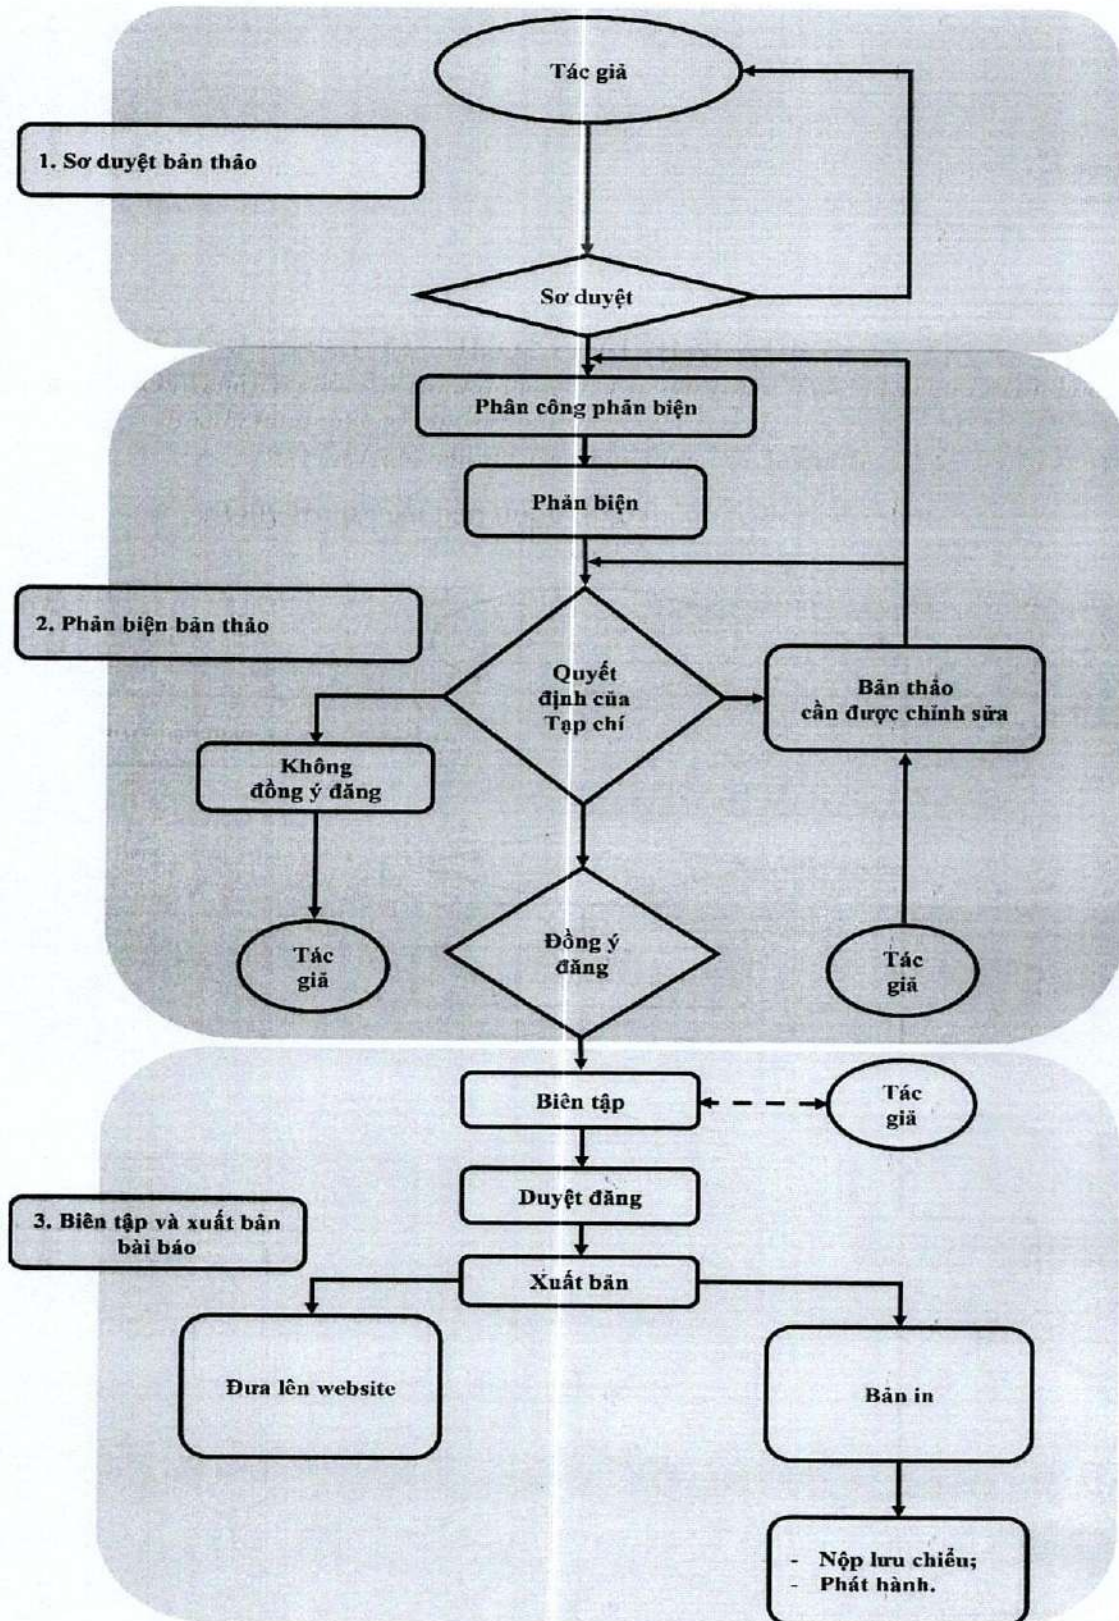 Tác giả
1. Sơ duyệt bản thảo
Sơ duyệt
Phân công phản biện
Phản biện
2. Phản biện bản thảo
Quyết
định của
Tạp chí
Bản thảo
cần được chỉnh sửa
Không
đồng ý đăng
Đồng ý
đăng
Tác
giả
Tác
giả
Biên tập
Tác
giả
Duyệt đăng
3. Biên tập và xuất bản
bài báo
Xuất bản
Đưa lên website
Bản in
- Nộp lưu chiểu;
- Phát hành.